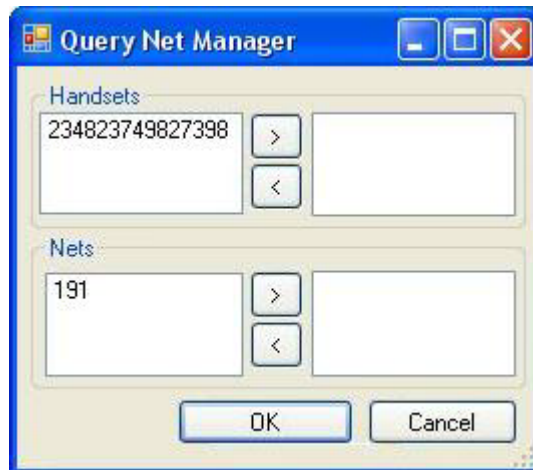 Query Net Manager
Handsets
234823749827398
>
<
Nets
191
>
<
OK Cancel